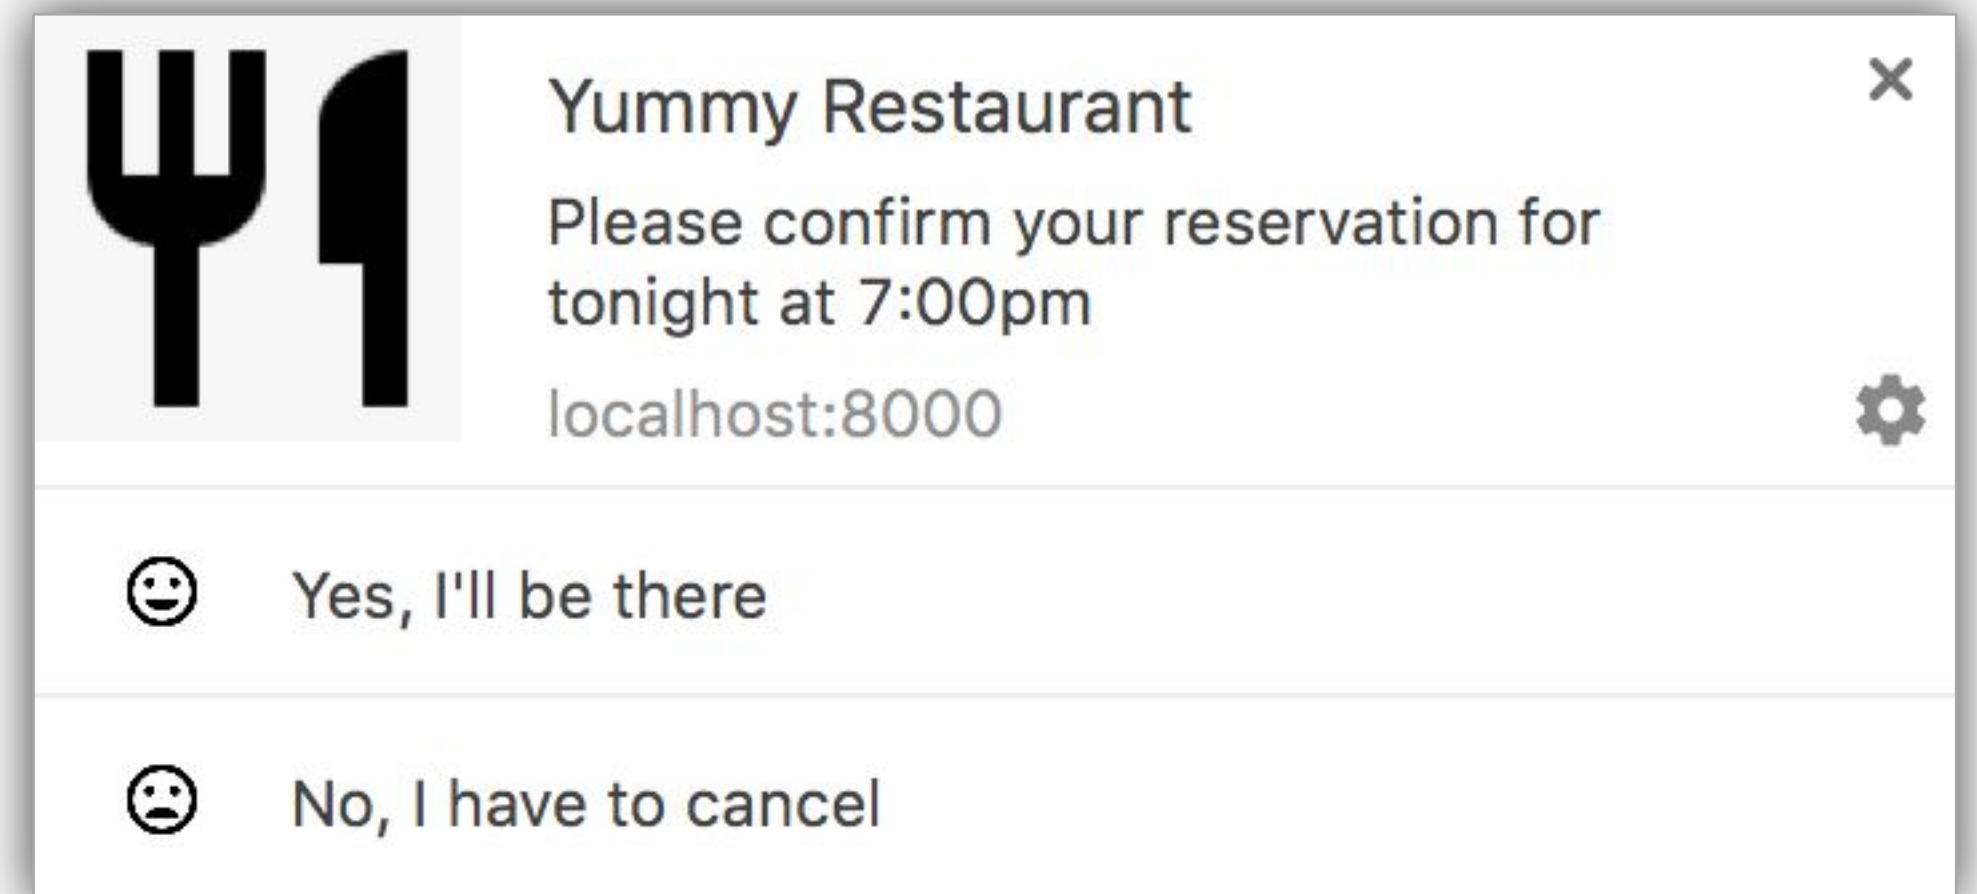 Yummy Restaurant
Please confirm your reservation for
tonight at 7:00pm
localhost:8000
Yes, I'll be there
No, I have to cancel